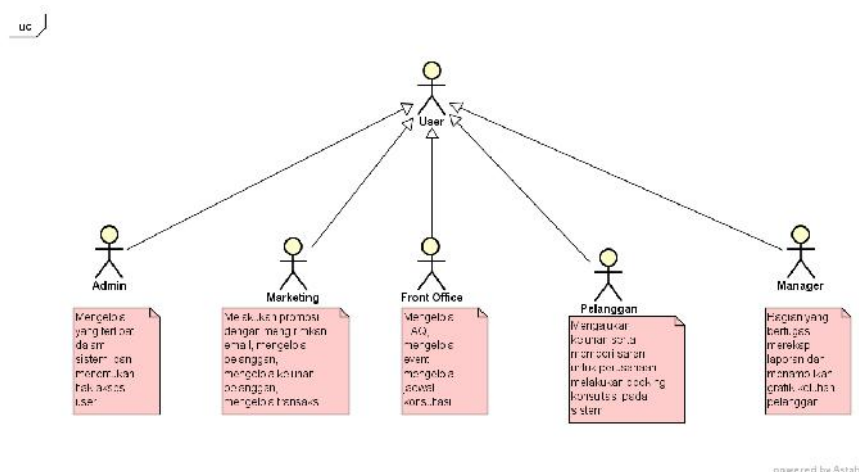 uc
User
Admin
Marketing
Front Office
Pelanggan
Manager
Mengelola
yang terlibat
dalam
sistem dan
menentukan
hak akses
user
Melakukan promosi
dengan mengirimkan
email, mengelola
pelanggan,
mengelola keluhan
pelanggan,
mengelola transaksi
Mengelola
FAQ,
mengelola
event
mengelola
jadwal
konsultasi
Mengajukan
keluhan serta
memberi saran
untuk perusahaan
melakukan booking
konsultasi pada
sistem
Bagian yang
bertugas
merekap
laporan dan
menampilkan
grafik keluhan
pelanggan
powered by Astah